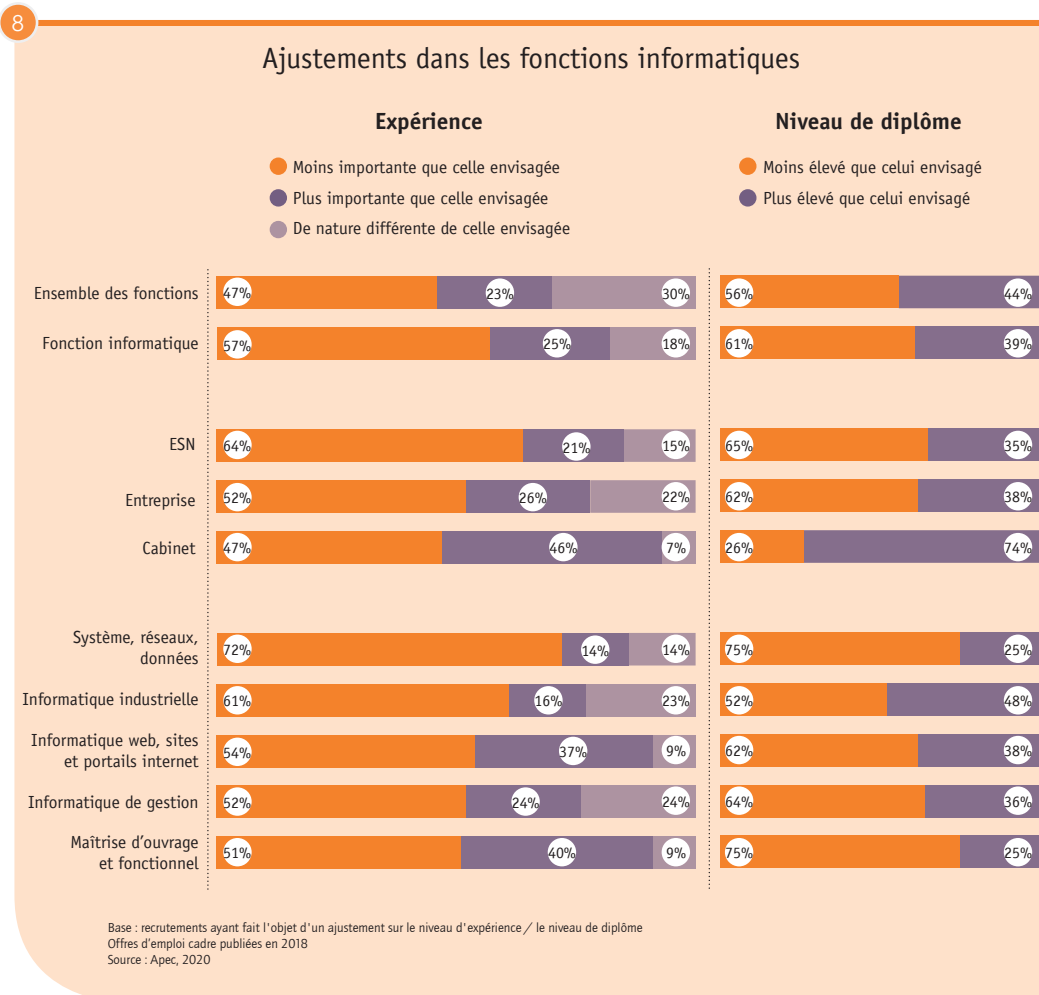 8
Ajustements dans les fonctions informatiques
Expérience
Moins importante que celle envisagée
Plus importante que celle envisagée
De nature différente de celle envisagée
Niveau de diplôme
Moins élevé que celui envisagé
Plus élevé que celui envisagé
Ensemble des fonctions 47% 23% 30% 56% 44%
Fonction informatique 57% 25% 18% 61% 39%
ESN 64% 21% 15% 65% 35%
Entreprise 52% 26% 22% 62% 38%
Cabinet 47% 46% 7% 26% 74%
Système, réseaux,
données 72% 14% 14% 75% 25%
Informatique industrielle 61% 16% 23% 52% 48%
Informatique web, sites
et portails internet 54% 37% 9% 62% 38%
Informatique de gestion 52% 24% 24% 64% 36%
Maîtrise d’ouvrage
et fonctionnel 51% 40% 9% 75% 25%
Base : recrutements ayant fait l'objet d'un ajustement sur le niveau d'expérience / le niveau de diplôme
Offres d’emploi cadre publiées en 2018
Source : Apec, 2020